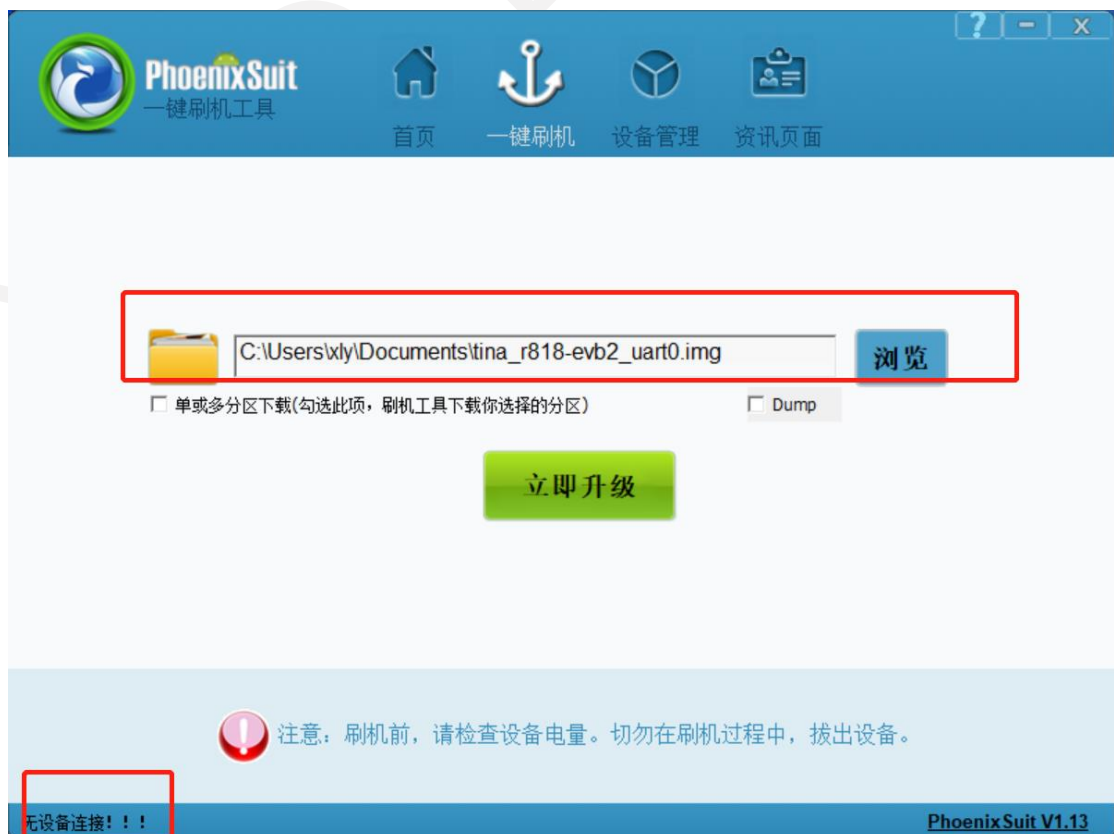 ? - x
PhoenixSuit
一键刷机工具
首页 一键刷机 设备管理 资讯页面
C:\Users\xly\Documents\tina_r818-evb2_uart0.img 浏览
单或多分区下载(勾选此项，刷机工具下载你选择的分区) Dump
立即升级
注意：刷机前，请检查设备电量。切勿在刷机过程中，拔出设备。
无设备连接！！！ PhoenixSuit V1.13